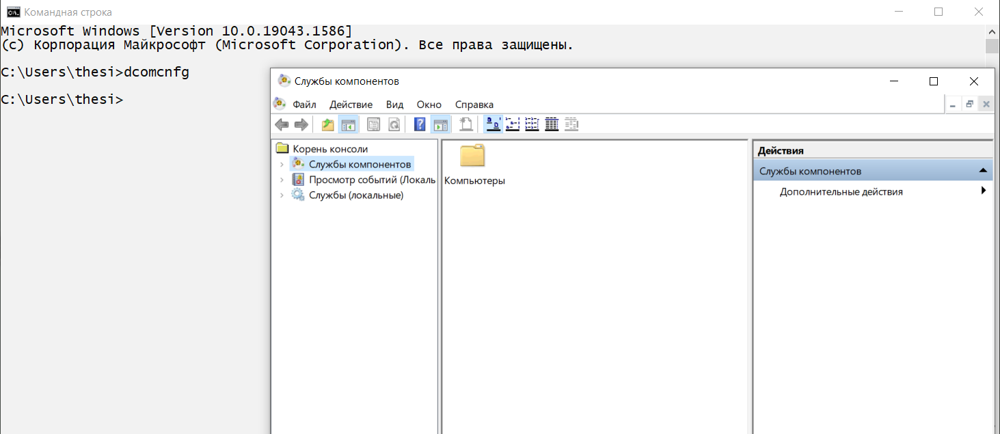 Командная строка
Microsoft Windows [Version 10.0.19043.1586]
(c) Корпорация Майкрософт (Microsoft Corporation). Все права защищены.
C:\Users\thesi>dcomcnfg
C:\Users\thesi>
Службы компонентов
Файл Действие Вид Окно Справка
Корень консоли
Службы компонентов
Просмотр событий (Локаль
Службы (локальные)
Компьютеры
Действия
Службы компонентов
Дополнительные действия